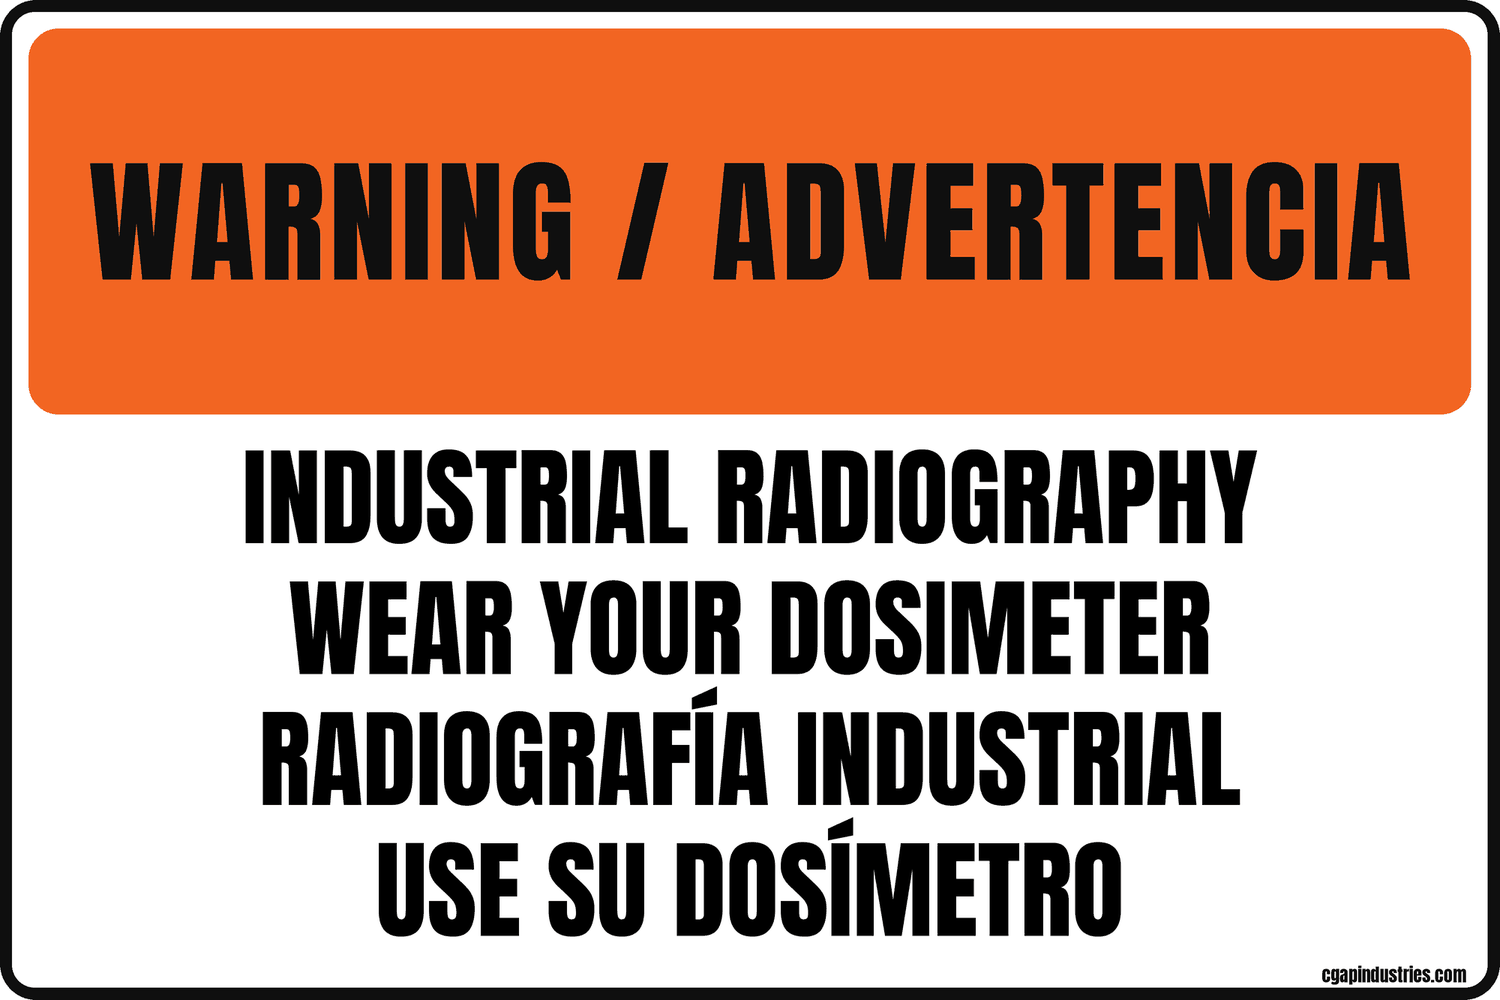 WARNING / ADVERTENCIA
INDUSTRIAL RADIOGRAPHY
WEAR YOUR DOSIMETER
RADIOGRAFÍA INDUSTRIAL
USE SU DOSÍMETRO
cgapindustries.com